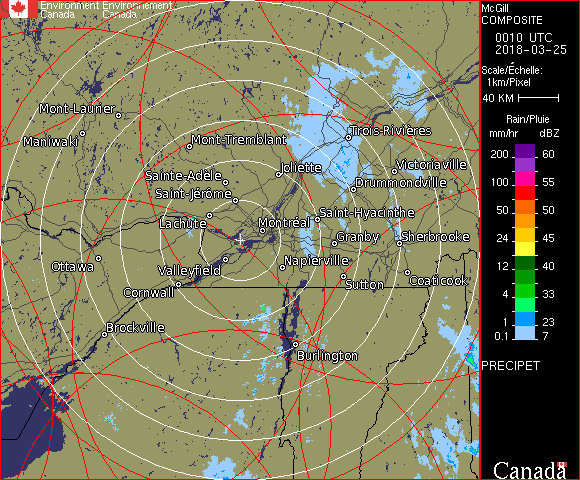 Environment Environnement
Canada Canada
McGill
COMPOSITE
0010 UTC
2018-03-25
Scale/Échelle:
1km/Pixel
40 KM
Rain/Pluie
mm/hr dBZ
200 60
100 55
50 50
24 45
12 40
4 33
1 23
0.1 7
PRECIPET
Canada
Mont-Laurier
Maniwaki
Mont-Tremblant
Trois-Rivières
Joliette
Victoriaville
Sainte-Adèle
Drummondville
Saint-Jérôme
Saint-Hyacinthe
Lachute
Montréal
Granby
Sherbrooke
Ottawa
Valleyfield
Napierville
Sutton
Coaticook
Cornwall
Brockville
Burlington